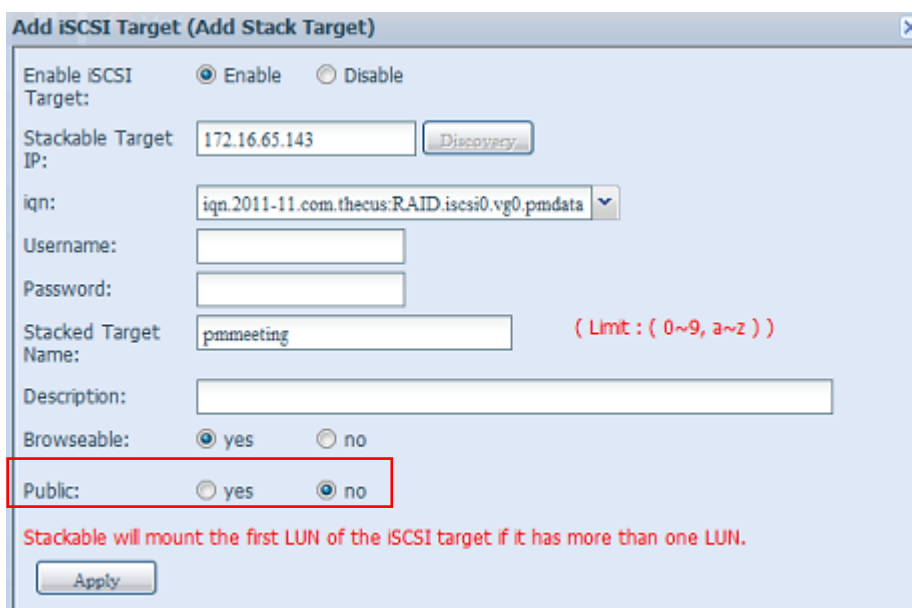 Add iSCSI Target (Add Stack Target)
Enable iSCSI Target: Enable Disable
Stackable Target IP: 172.16.65.143 Discovery
iqn: iqn.2011-11.com.thecus:RAID.iscsi0.vg0.pmdata
Username:
Password:
Stacked Target Name: pmmeeting ( Limit : ( 0~9, a~z ) )
Description:
Browseable: yes no
Public: yes no
Stackable will mount the first LUN of the iSCSI target if it has more than one LUN.
Apply